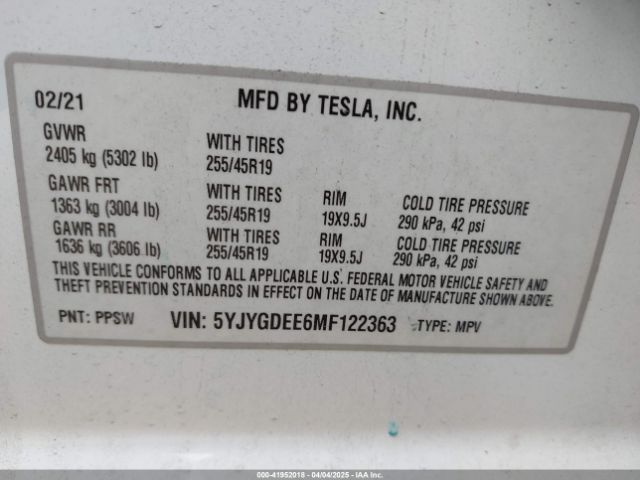 02/21 MFD BY TESLA, INC.
GVWR WITH TIRES
2405 kg (5302 lb) 255/45R19
GAWR FRT WITH TIRES RIM COLD TIRE PRESSURE
1363 kg (3004 lb) 255/45R19 19X9.5J 290 kPa, 42 psi
GAWR RR WITH TIRES RIM COLD TIRE PRESSURE
1636 kg (3606 lb) 255/45R19 19X9.5J 290 kPa, 42 psi
THIS VEHICLE CONFORMS TO ALL APPLICABLE U.S. FEDERAL MOTOR VEHICLE SAFETY AND
THEFT PREVENTION STANDARDS IN EFFECT ON THE DATE OF MANUFACTURE SHOWN ABOVE.
PNT: PPSW VIN: 5YJYGDEE6MF122363 TYPE: MPV
000-41952018 - 04/04/2025 - IAA Inc.